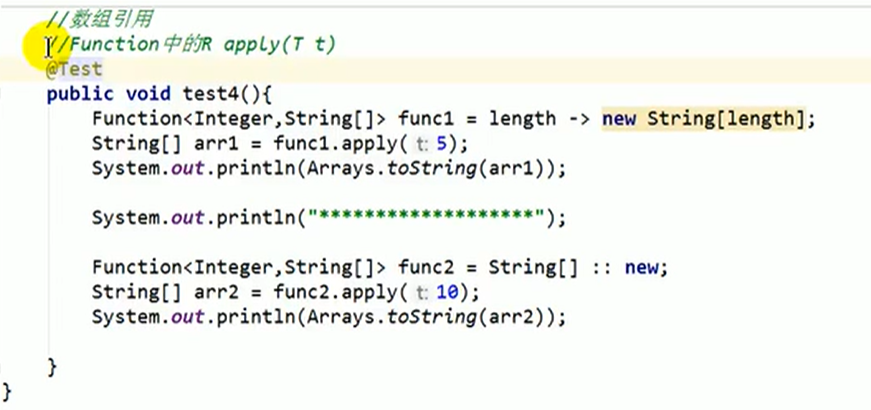 //数组引用
//Function中的R apply(T t)
@Test
public void test4(){
Function<Integer,String[]> func1 = length -> new String[length];
String[] arr1 = func1.apply( t: 5);
System.out.println(Arrays.toString(arr1));
System.out.println("*******************");
Function<Integer,String[]> func2 = String[] :: new;
String[] arr2 = func2.apply( t: 10);
System.out.println(Arrays.toString(arr2));
}
}